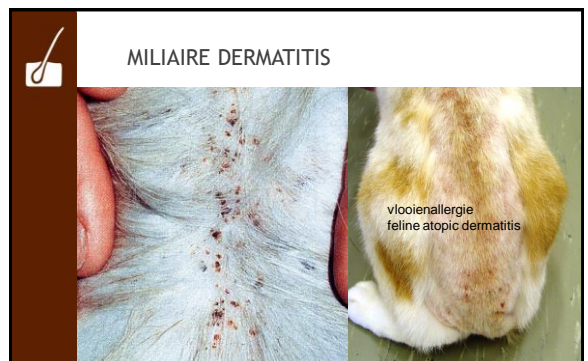 MILIAIRE DERMATITIS
vlooienallergie
feline atopic dermatitis